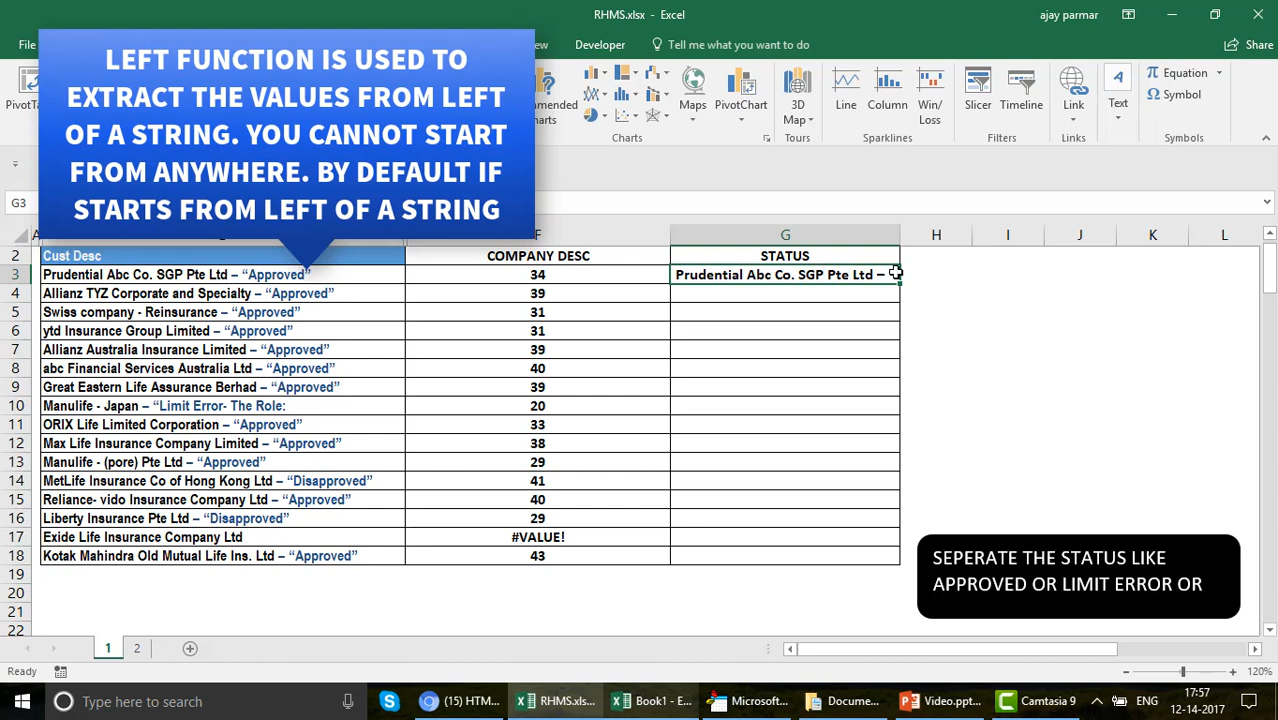 RHMS.xlsx - Excel
ajay parmar
File
Developer
Tell me what you want to do
Share
Maps
PivotChart
3D
Map
Line
Column
Win/
Loss
Slicer
Timeline
Link
Text
Equation
Symbol
Charts
Tours
Sparklines
Filters
Symbols
LEFT FUNCTION IS USED TO
EXTRACT THE VALUES FROM LEFT
OF A STRING. YOU CANNOT START
FROM ANYWHERE. BY DEFAULT IF
STARTS FROM LEFT OF A STRING
G3
F G H I J K L
2 Cust Desc COMPANY DESC STATUS
3 Prudential Abc Co. SGP Pte Ltd – “Approved” 34 Prudential Abc Co. SGP Pte Ltd –
4 Allianz TYZ Corporate and Specialty – “Approved” 39
5 Swiss company - Reinsurance – “Approved” 31
6 ytd Insurance Group Limited – “Approved” 31
7 Allianz Australia Insurance Limited – “Approved” 39
8 abc Financial Services Australia Ltd – “Approved” 40
9 Great Eastern Life Assurance Berhad – “Approved” 39
10 Manulife - Japan – “Limit Error- The Role: 20
11 ORIX Life Limited Corporation – “Approved” 33
12 Max Life Insurance Company Limited – “Approved” 38
13 Manulife - (pore) Pte Ltd – “Approved” 29
14 MetLife Insurance Co of Hong Kong Ltd – “Disapproved” 41
15 Reliance- vido Insurance Company Ltd – “Approved” 40
16 Liberty Insurance Pte Ltd – “Disapproved” 29
17 Exide Life Insurance Company Ltd #VALUE!
18 Kotak Mahindra Old Mutual Life Ins. Ltd – “Approved” 43
19
20
21
22
SEPERATE THE STATUS LIKE
APPROVED OR LIMIT ERROR OR
1 2
Ready
120%
Type here to search
(15) HTM...
RHMS.xls...
Book1 - E...
Microsoft...
Docume...
Video.ppt...
Camtasia 9
ENG
17:57
12-14-2017